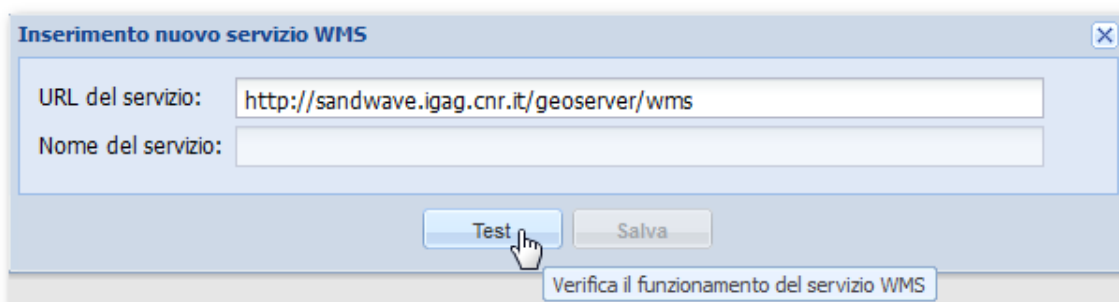 Inserimento nuovo servizio WMS
URL del servizio: http://sandwave.igag.cnr.it/geoserver/wms
Nome del servizio:
Test Salva
Verifica il funzionamento del servizio WMS